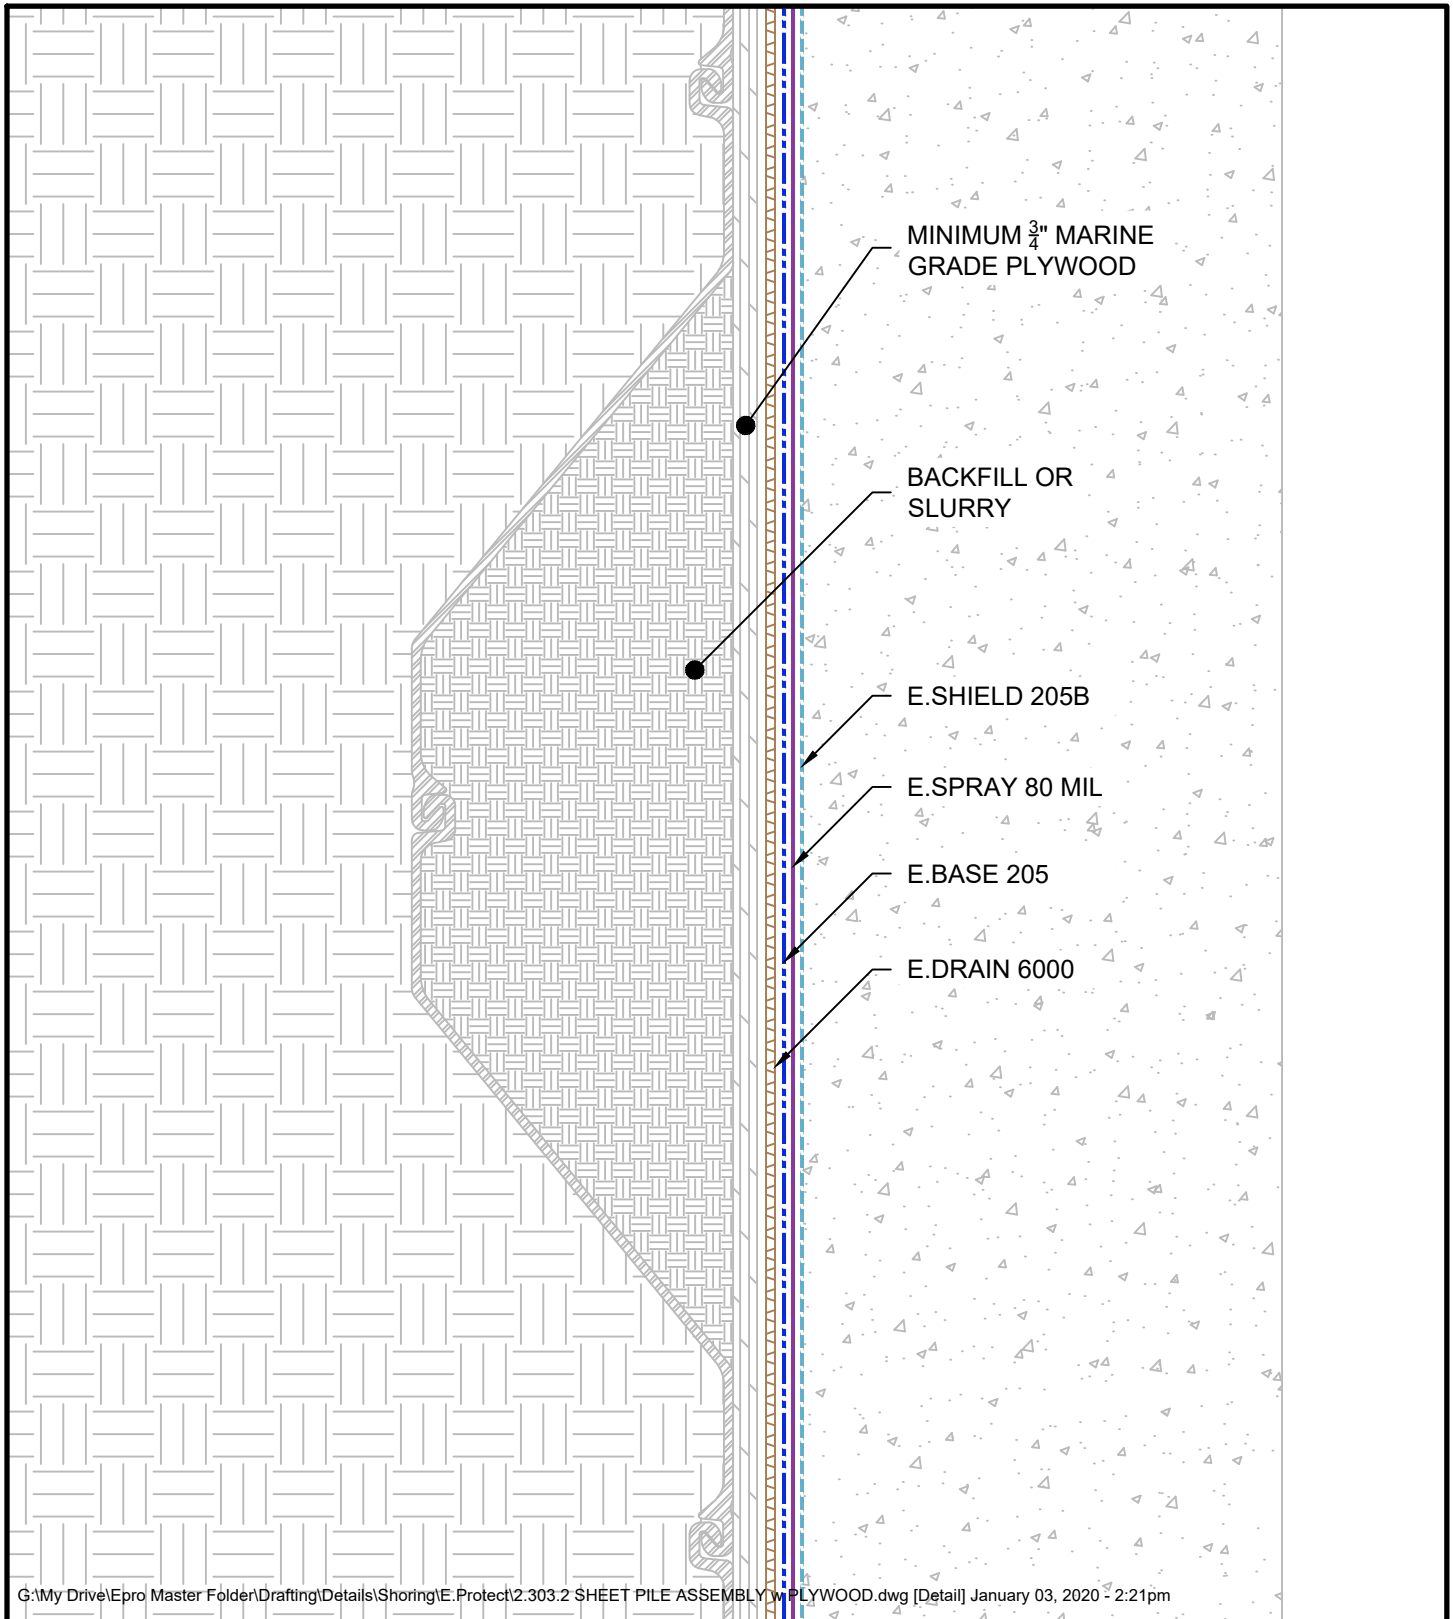 MINIMUM 3/4" MARINE
GRADE PLYWOOD
BACKFILL OR
SLURRY
E.SHIELD 205B
E.SPRAY 80 MIL
E.BASE 205
E.DRAIN 6000
G:\My Drive\Epro Master Folder\Drafting\Details\Shoring\E.Protect\2.303.2 SHEET PILE ASSEMBLY w PLYWOOD.dwg [Detail] January 03, 2020 - 2:21pm